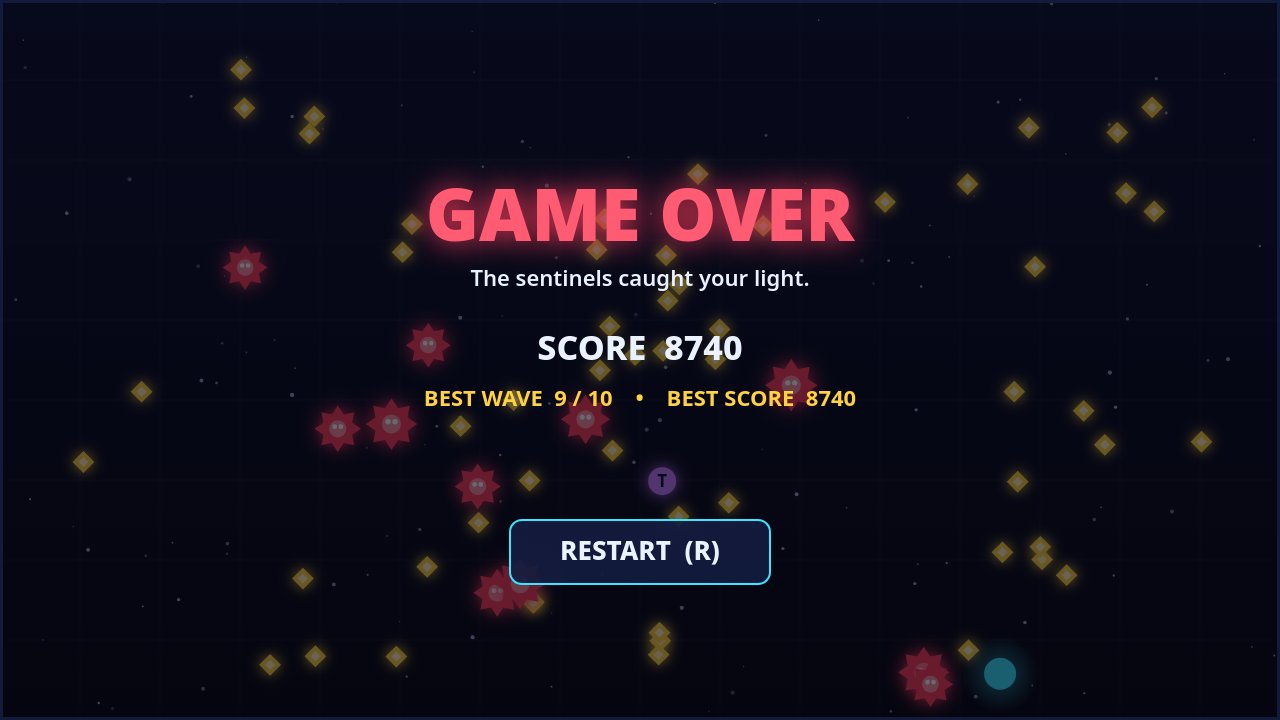 GAME OVER
The sentinels caught your light.
SCORE 8740
BEST WAVE 9 / 10 • BEST SCORE 8740
T
RESTART (R)